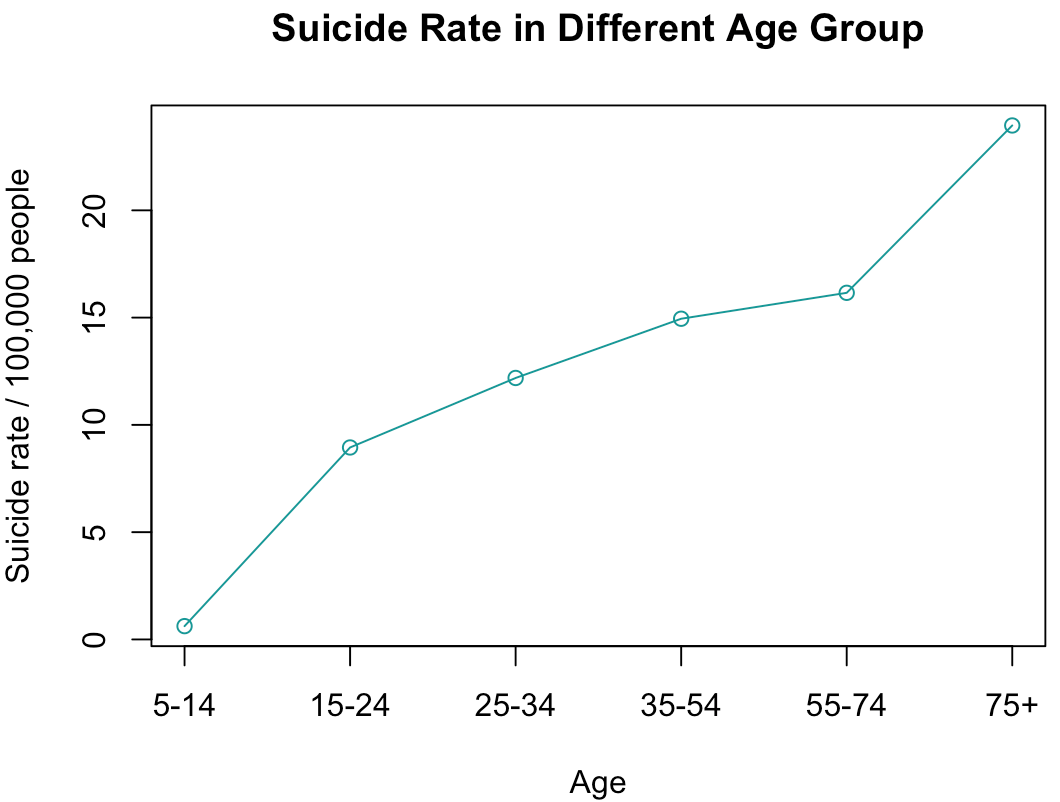 Suicide Rate in Different Age Group
Suicide rate / 100,000 people
20
15
10
5
0
5-14 15-24 25-34 35-54 55-74 75+
Age